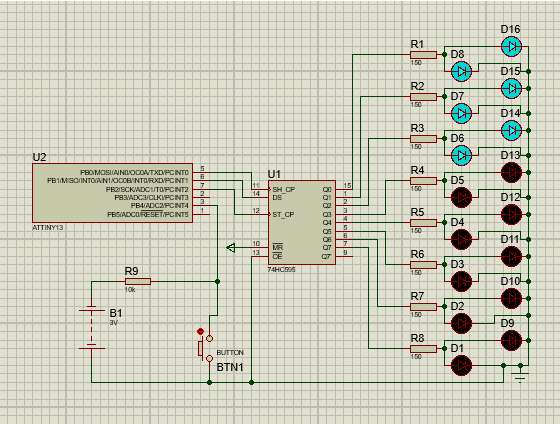 D16
R1
150
D8
D15
R2
150
D7
D14
R3
150
D6
D13
U2
U1
R4
150
D5
D12
PB0/MOSI/AIN0/OC0A/TXD/PCINT0
PB1/MISO/INT0/AIN1/OC0B/INT0/RXD/PCINT1
PB2/SCK/ADC1/T0/PCINT2
PB3/ADC3/CLKI/PCINT3
PB4/ADC2/PCINT4
PB5/ADC0/RESET/PCINT5
5
6
7
2
3
1
ATTINY13
11
14
12
10
13
SH_CP
DS
ST_CP
MR
OE
Q0
Q1
Q2
Q3
Q4
Q5
Q6
Q7
Q7'
15
1
2
3
4
5
6
7
9
74HC595
R5
150
D4
D11
R6
150
D3
D10
R9
10k
B1
3V
R7
150
D2
D9
R8
150
D1
BUTTON
BTN1